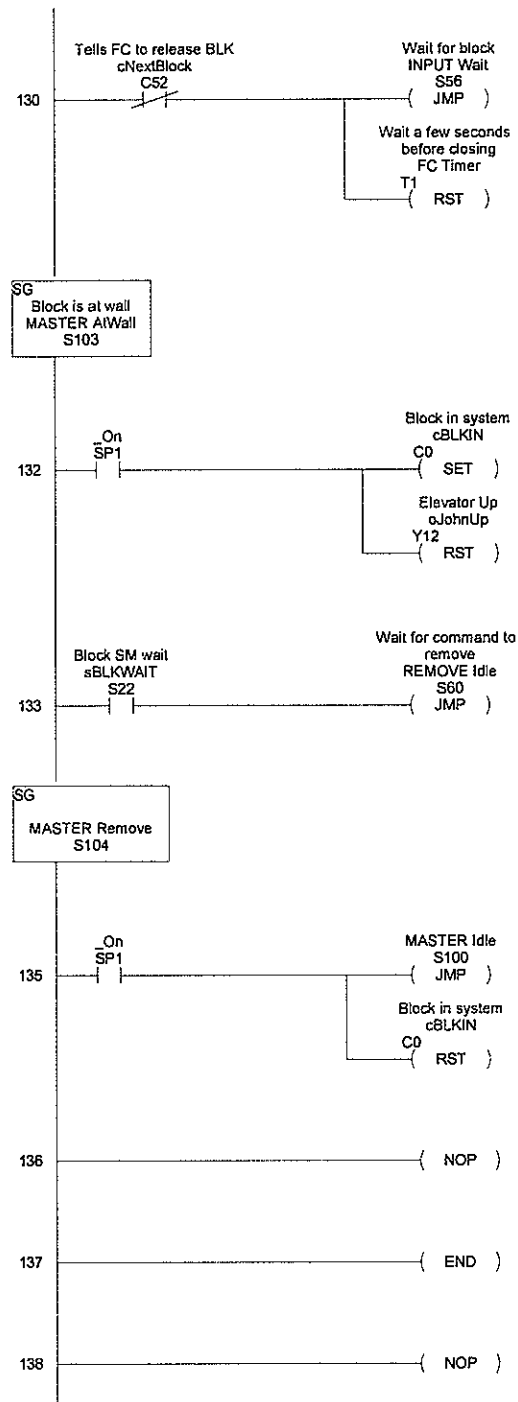 Tells FC to release BLK
cNextBlock
C52
130
Wait for block
INPUT Wait
S56
( JMP )
Wait a few seconds
before closing
FC Timer
T1
( RST )
SG
Block is at wall
MASTER AtWall
S103
132
_On
SP1
Block in system
cBLKIN
C0
( SET )
Elevator Up
oJohnUp
Y12
( RST )
133
Block SM wait
sBLKWAIT
S22
Wait for command to
remove
REMOVE Idle
S60
( JMP )
SG
MASTER Remove
S104
135
_On
SP1
MASTER Idle
S100
( JMP )
Block in system
cBLKIN
C0
( RST )
136
( NOP )
137
( END )
138
( NOP )